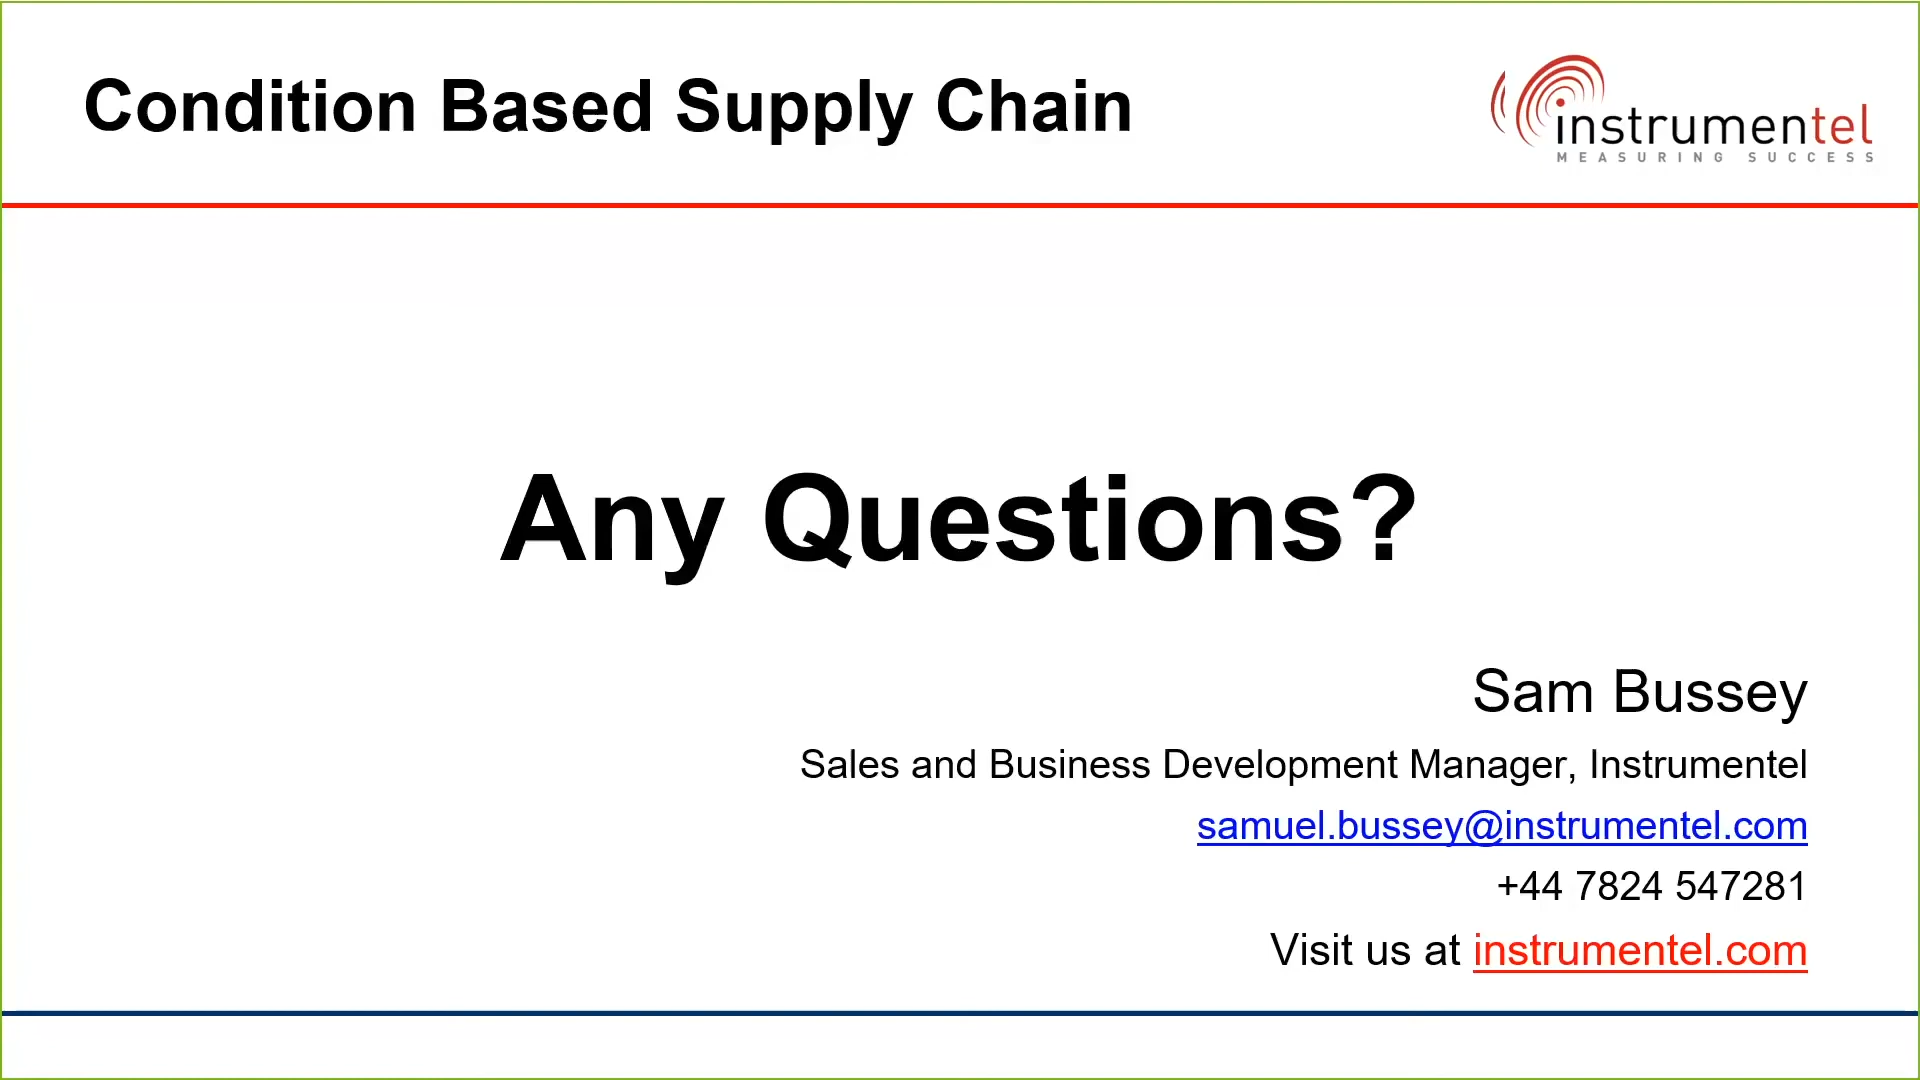 Condition Based Supply Chain
instrumentel
MEASURING SUCCESS
Any Questions?
Sam Bussey
Sales and Business Development Manager, Instrumentel
samuel.bussey@instrumentel.com
+44 7824 547281
Visit us at instrumentel.com